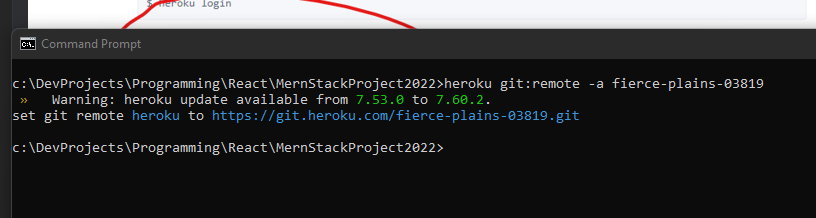 $ heroku login
Command Prompt
c:\DevProjects\Programming\React\MernStackProject2022>heroku git:remote -a fierce-plains-03819
»   Warning: heroku update available from 7.53.0 to 7.60.2.
set git remote heroku to https://git.heroku.com/fierce-plains-03819.git
c:\DevProjects\Programming\React\MernStackProject2022>